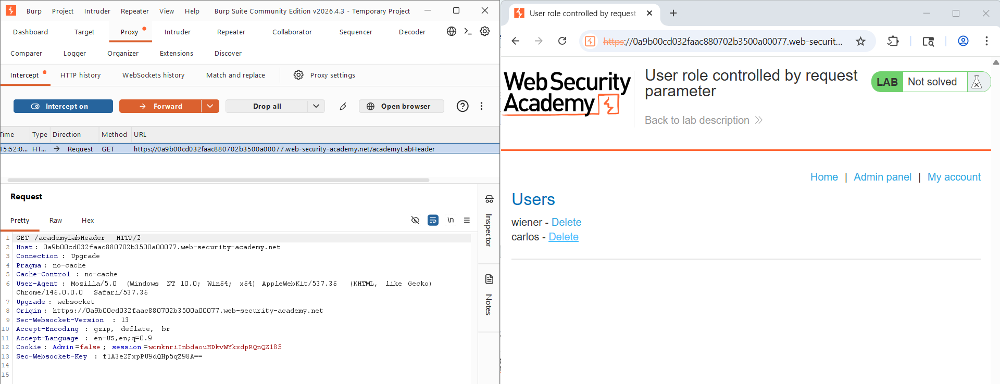 Burp Project Intruder Repeater View Help Burp Suite Community Edition v2026.4.3 - Temporary Project
Dashboard Target Proxy Intruder Repeater Collaborator Sequencer Decoder
Comparer Logger Organizer Extensions Discover
Intercept HTTP history WebSockets history Match and replace Proxy settings
Intercept on Forward Drop all Open browser
Time Type Direction Method URL
15:52:0... HT... Request GET https://0a9b00cd032faac880702b3500a00077.web-security-academy.net/academyLabHeader
Request
Pretty Raw Hex \n
1 GET /academyLabHeader HTTP/2
2 Host: 0a9b00cd032faac880702b3500a00077.web-security-academy.net
3 Connection: Upgrade
4 Pragma: no-cache
5 Cache-Control: no-cache
6 User-Agent: Mozilla/5.0 (Windows NT 10.0; Win64; x64) AppleWebKit/537.36 (KHTML, like Gecko)
Chrome/146.0.0.0 Safari/537.36
7 Upgrade: websocket
8 Origin: https://0a9b00cd032faac880702b3500a00077.web-security-academy.net
9 Sec-Websocket-Version: 13
10 Accept-Encoding: gzip, deflate, br
11 Accept-Language: en-US,en;q=0.9
12 Cookie: Admin=false; session=wcmknriInbdaouHDkvWYkxdpRQnQZ185
13 Sec-Websocket-Key: f1A3e2FxpPU9dQHp5qZ98A==
14
15
Inspector
Notes
User role controlled by request
https://0a9b00cd032faac880702b3500a00077.web-securit...
Web Security
Academy
User role controlled by request
parameter
Back to lab description
LAB Not solved
Home | Admin panel | My account
Users
wiener - Delete
carlos - Delete